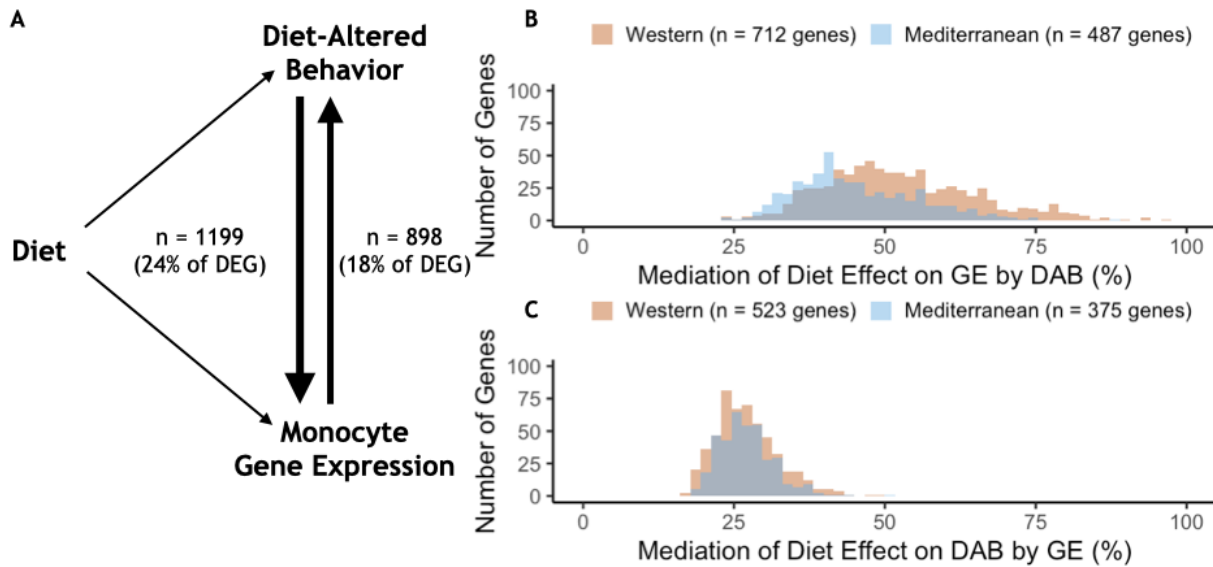 A
Diet-Altered
Behavior
Diet
n = 1199
(24% of DEG)
n = 898
(18% of DEG)
Monocyte
Gene Expression
B
Western (n = 712 genes)
Mediterranean (n = 487 genes)
Number of Genes
100
75
50
25
0
0
25
50
75
100
Mediation of Diet Effect on GE by DAB (%)
C
Western (n = 523 genes)
Mediterranean (n = 375 genes)
Number of Genes
100
75
50
25
0
0
25
50
75
100
Mediation of Diet Effect on DAB by GE (%)